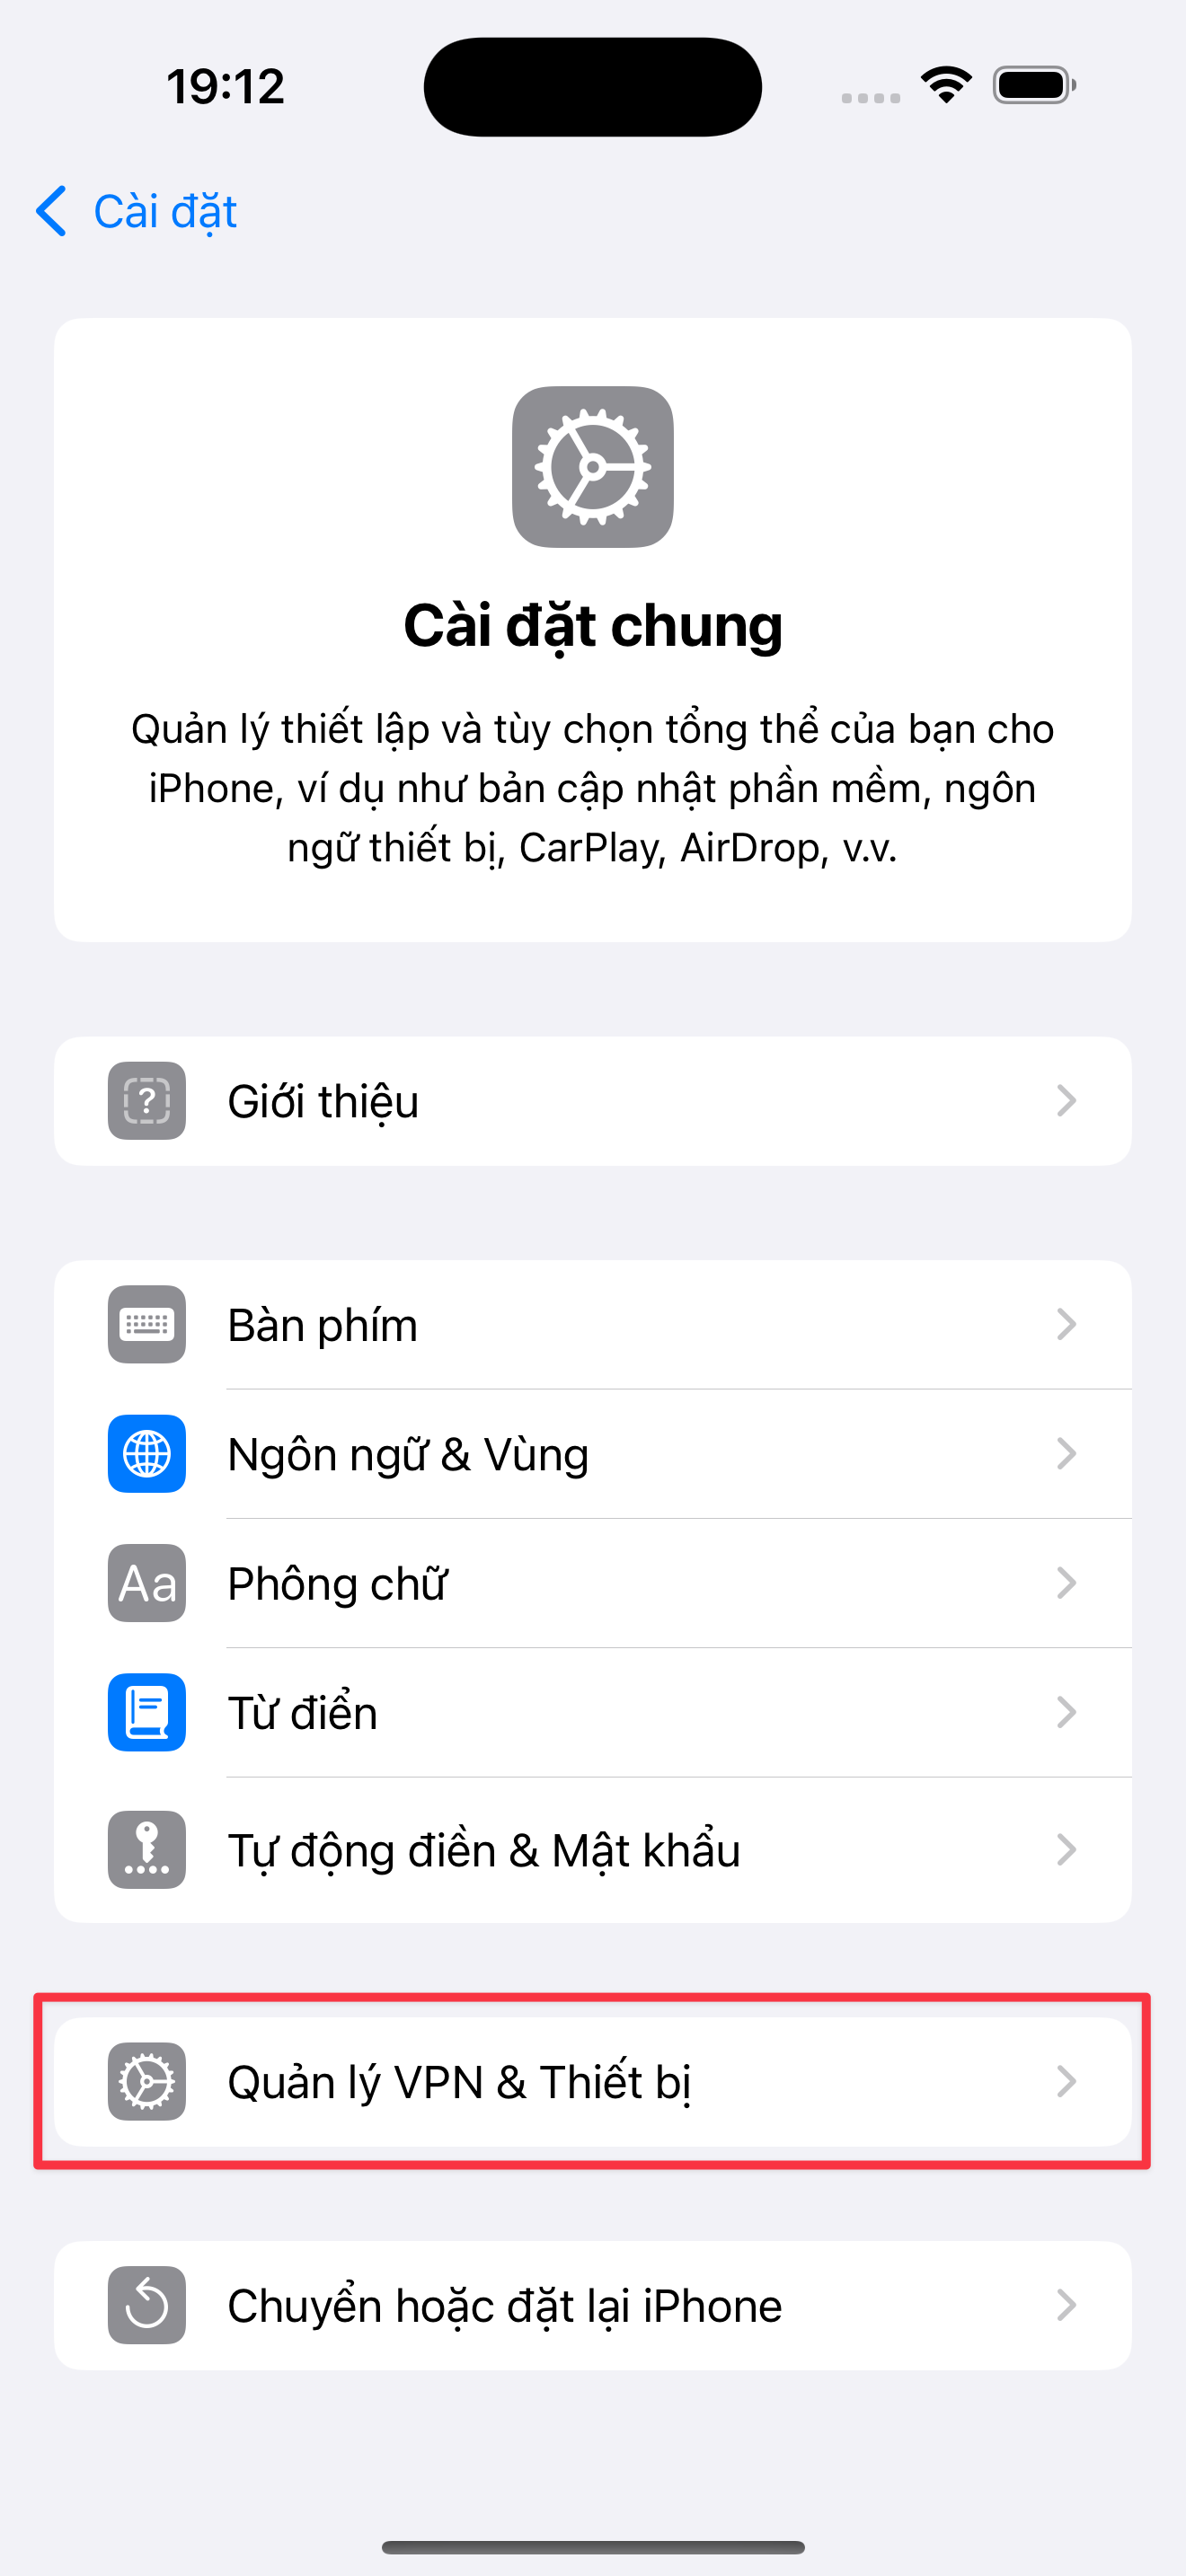 19:12
Cài đặt
Cài đặt chung
Quản lý thiết lập và tùy chọn tổng thể của bạn cho
iPhone, ví dụ như bản cập nhật phần mềm, ngôn
ngữ thiết bị, CarPlay, AirDrop, v.v.
? Giới thiệu
Bàn phím
Ngôn ngữ & Vùng
Aa Phông chữ
Từ điển
Tự động điền & Mật khẩu
Quản lý VPN & Thiết bị
Chuyển hoặc đặt lại iPhone